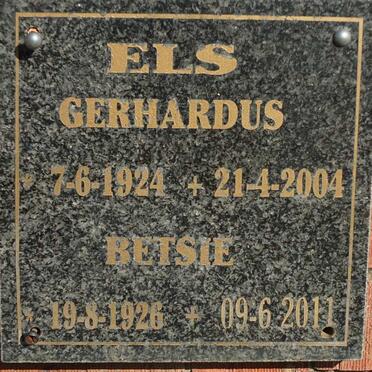 ELS
GERHARDUS
* 7-6-1924 + 21-4-2004
BETSIE
* 19-8-1926 + 09-6 2011